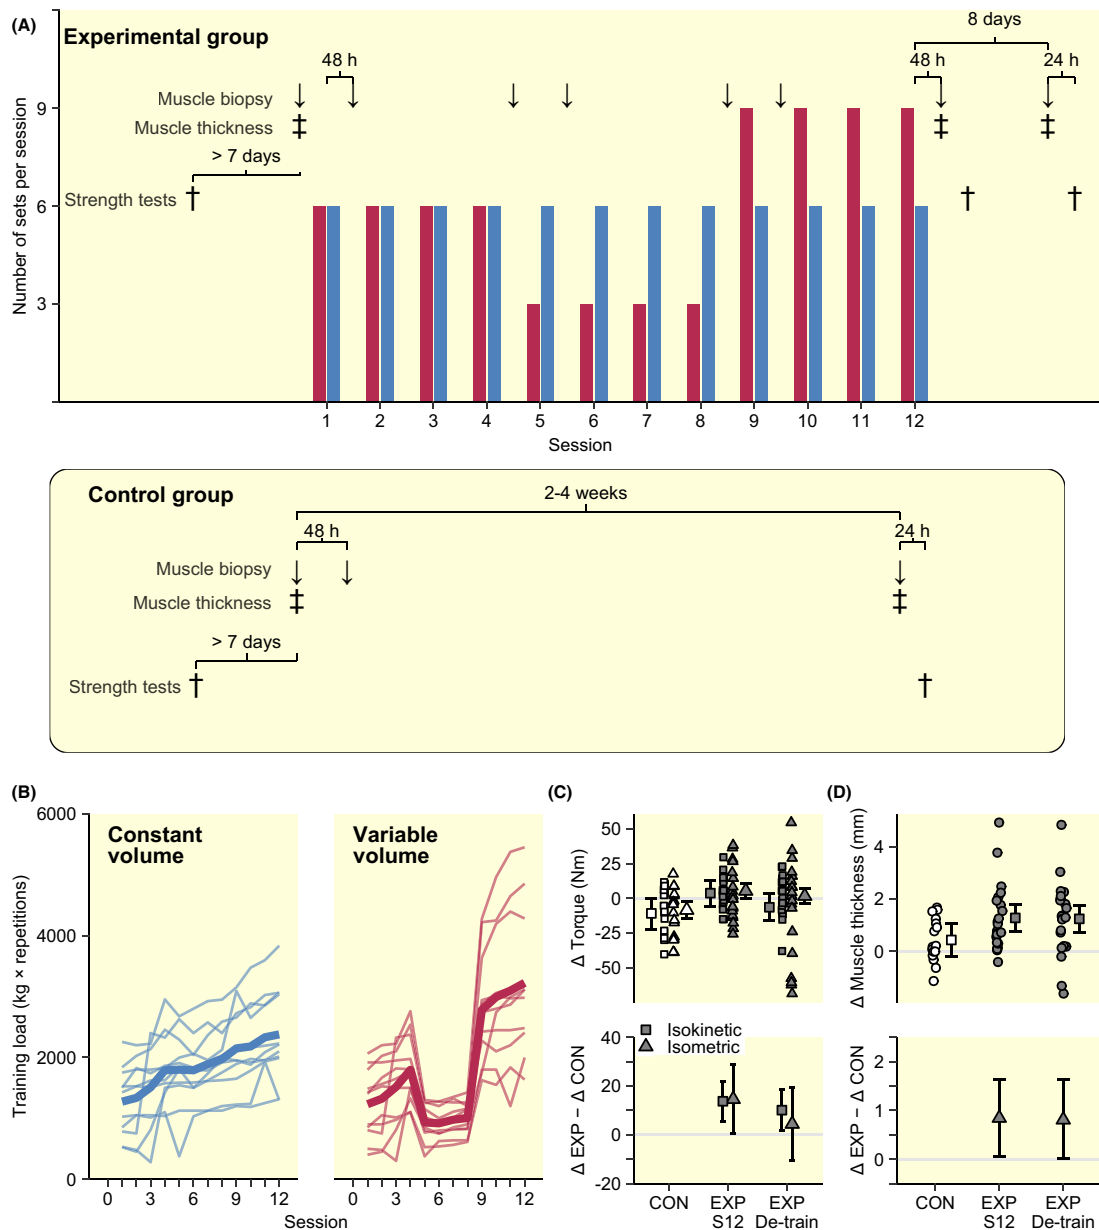 (A)
Experimental group
8 days
48 h
48 h
24 h
Muscle biopsy
↓ ↓ ↓ ↓ ↓ ↓ ↓ ↓
Muscle thickness
‡ ‡ ‡
> 7 days
Strength tests † † †
Number of sets per session
9
6
3
1 2 3 4 5 6 7 8 9 10 11 12
Session
Control group
2-4 weeks
48 h
24 h
Muscle biopsy
↓ ↓ ↓
Muscle thickness
‡ ‡
> 7 days
Strength tests † †
(B)
Training load (kg × repetitions)
6000
4000
2000
0
Constant
volume
Variable
volume
0 3 6 9 12
0 3 6 9 12
Session
(C)
Δ Torque (Nm)
50
25
0
-25
-50
Isokinetic
Isometric
Δ EXP − Δ CON
40
20
0
-20
CON
EXP
S12
EXP
De-train
(D)
Δ Muscle thickness (mm)
4
2
0
Δ EXP − Δ CON
2
1
0
CON
EXP
S12
EXP
De-train